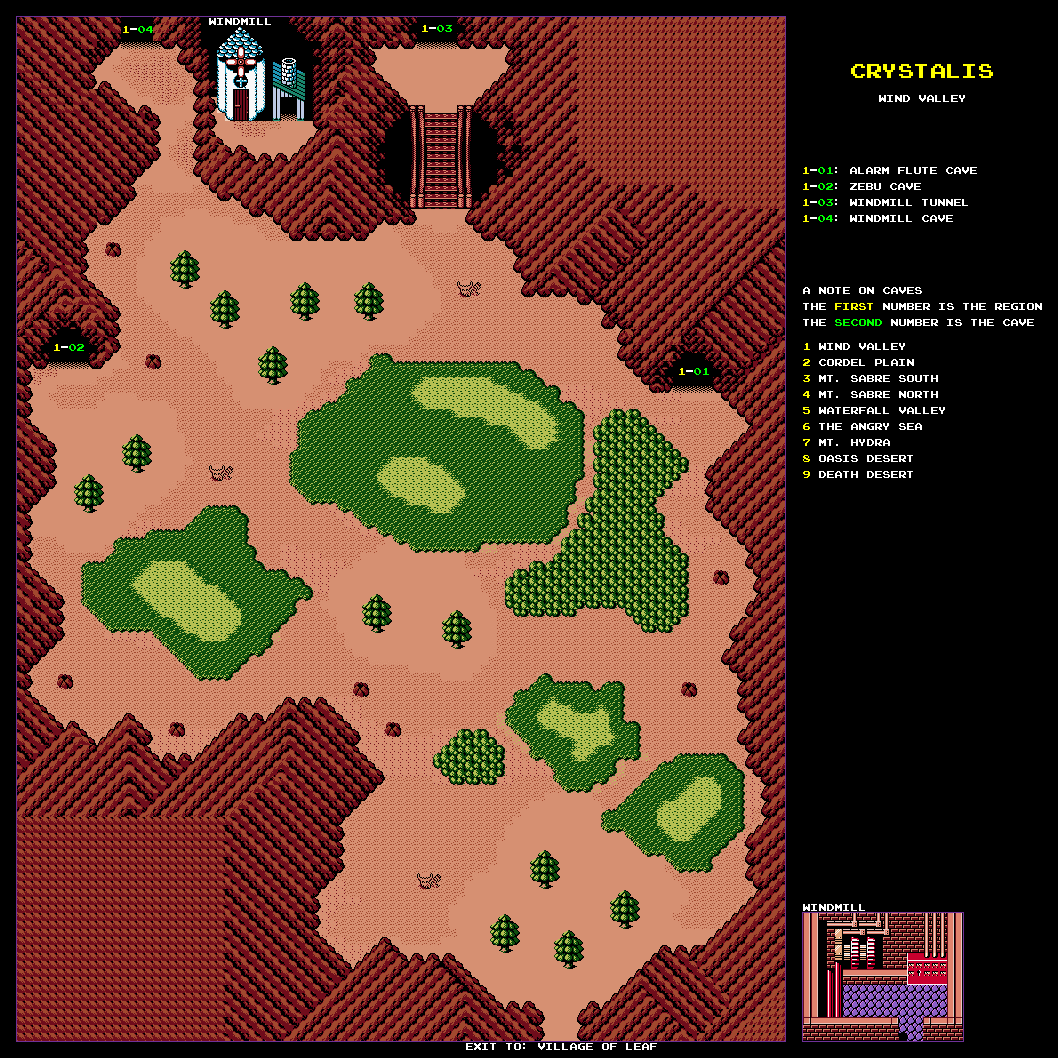 WINDMILL
1-04
1-03
CRYSTALIS
WIND VALLEY
1-01: ALARM FLUTE CAVE
1-02: ZEBU CAVE
1-03: WINDMILL TUNNEL
1-04: WINDMILL CAVE
A NOTE ON CAVES
THE FIRST NUMBER IS THE REGION
THE SECOND NUMBER IS THE CAVE
1 WIND VALLEY
2 CORDEL PLAIN
3 MT. SABRE SOUTH
4 MT. SABRE NORTH
5 WATERFALL VALLEY
6 THE ANGRY SEA
7 MT. HYDRA
8 OASIS DESERT
9 DEATH DESERT
1-02
1-01
WINDMILL
EXIT TO: VILLAGE OF LEAF